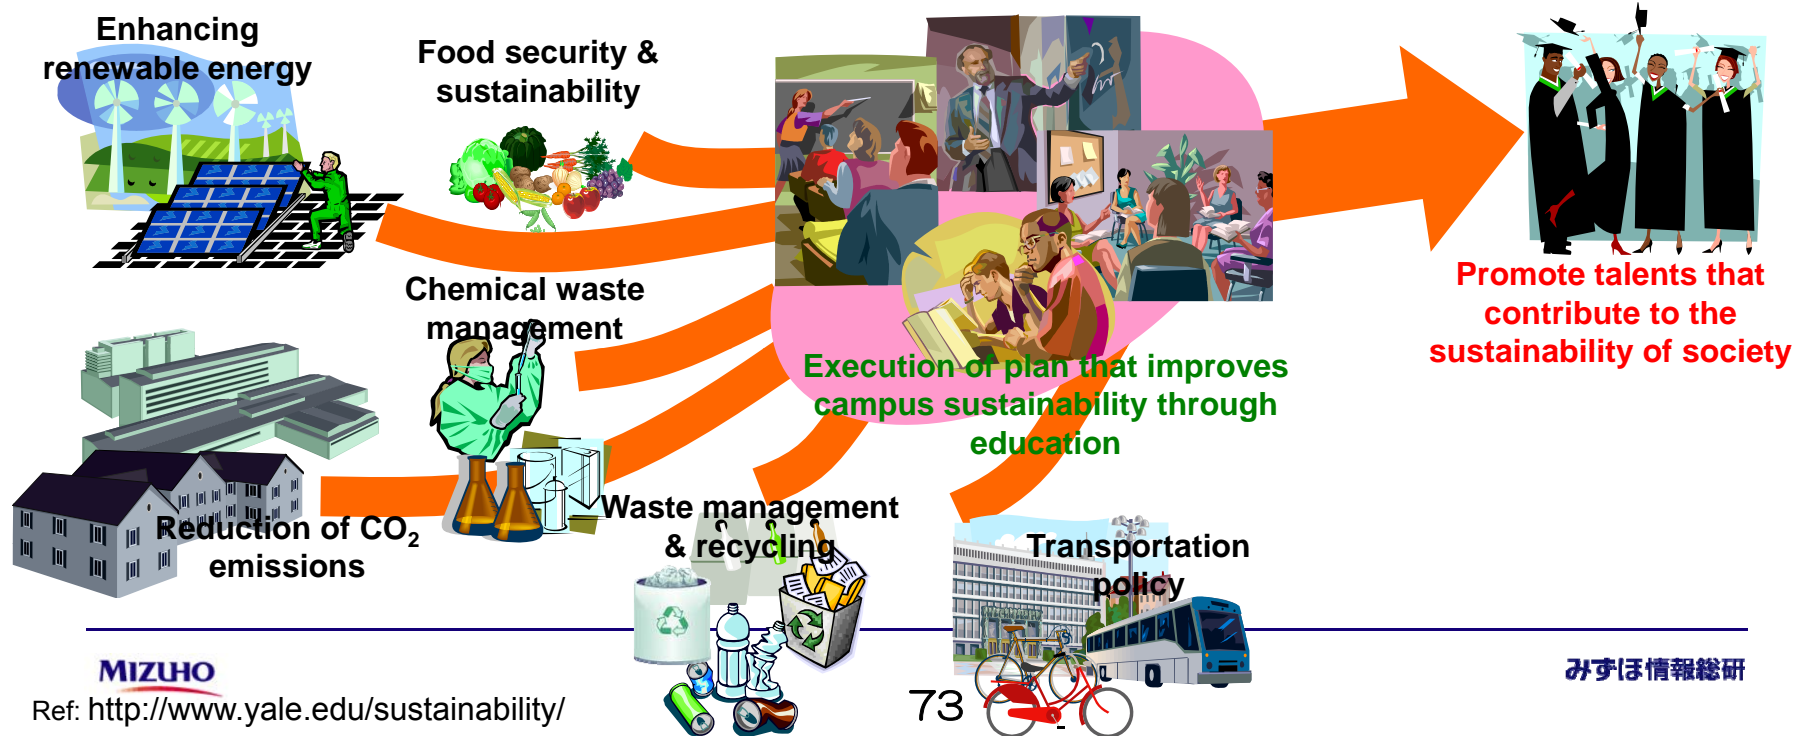 Enhancing
renewable energy
Food security &
sustainability
Chemical waste
management
Reduction of CO₂
emissions
Waste management
& recycling
Transportation
policy
Execution of plan that improves
campus sustainability through
education
Promote talents that
contribute to the
sustainability of society
MIZUHO
みずほ情報総研
Ref: http://www.yale.edu/sustainability/
73
-